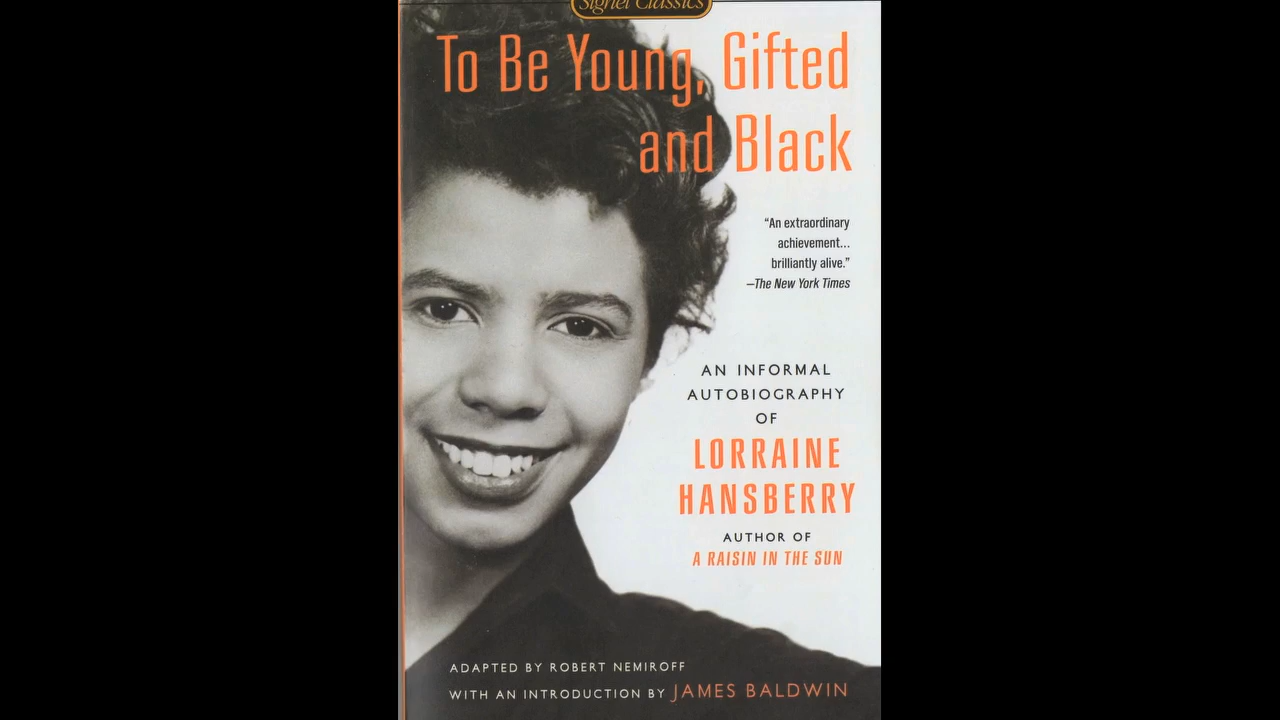 Signet Classics
To Be Young, Gifted
and Black
“An extraordinary
achievement...
brilliantly alive.”
—The New York Times
AN INFORMAL
AUTOBIOGRAPHY
OF
LORRAINE
HANSBERRY
AUTHOR OF
A RAISIN IN THE SUN
ADAPTED BY ROBERT NEMIROFF
WITH AN INTRODUCTION BY JAMES BALDWIN